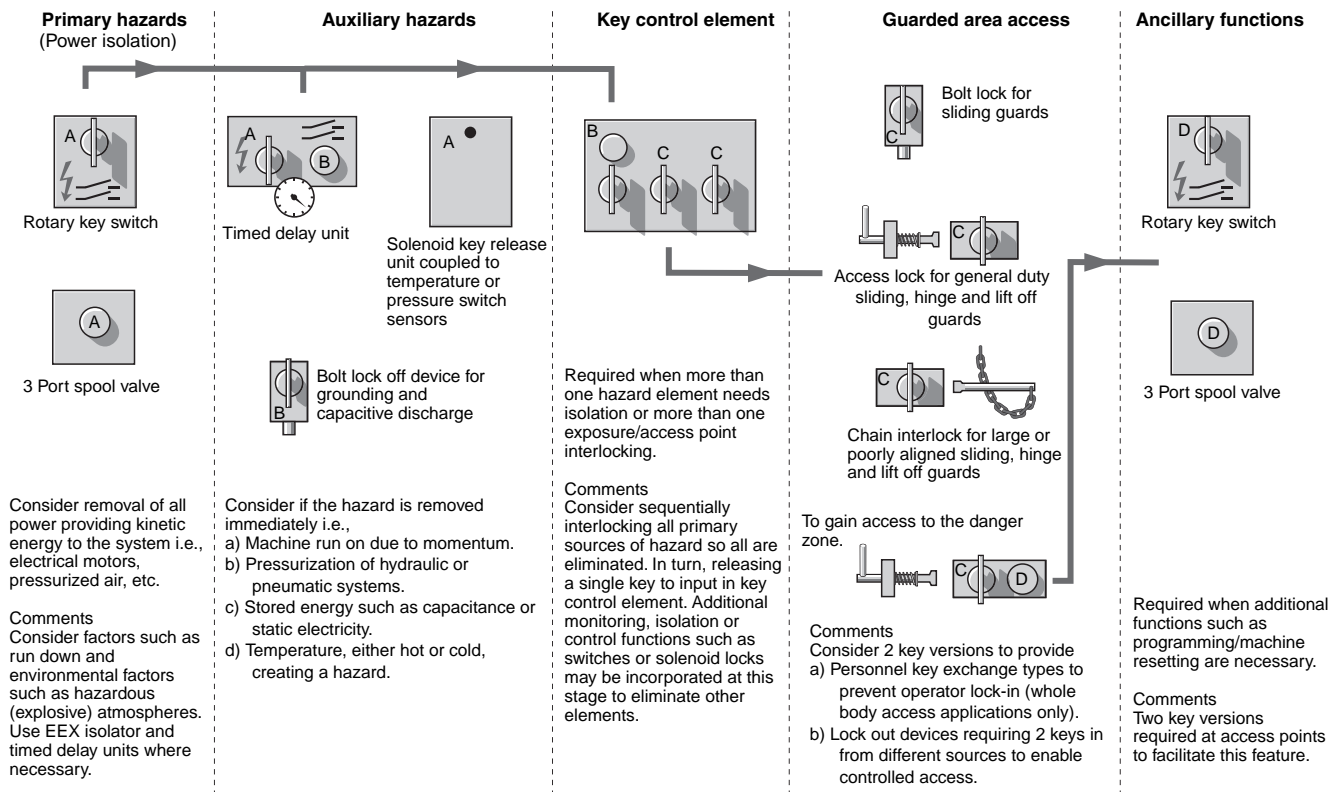 Primary hazards
(Power isolation)
A
Rotary key switch
A
3 Port spool valve
Consider removal of all
power providing kinetic
energy to the system i.e.,
electrical motors,
pressurized air, etc.
Comments
Consider factors such as
run down and
environmental factors
such as hazardous
(explosive) atmospheres.
Use EEX isolator and
timed delay units where
necessary.
Auxiliary hazards
A
B
Timed delay unit
A
Solenoid key release
unit coupled to
temperature or
pressure switch
sensors
B
Bolt lock off device for
grounding and
capacitive discharge
Consider if the hazard is removed
immediately i.e.,
a) Machine run on due to momentum.
b) Pressurization of hydraulic or
pneumatic systems.
c) Stored energy such as capacitance or
static electricity.
d) Temperature, either hot or cold,
creating a hazard.
Key control element
B
C C
Required when more than
one hazard element needs
isolation or more than one
exposure/access point
interlocking.
Comments
Consider sequentially
interlocking all primary
sources of hazard so all are
eliminated. In turn, releasing
a single key to input in key
control element. Additional
monitoring, isolation or
control functions such as
switches or solenoid locks
may be incorporated at this
stage to eliminate other
elements.
Guarded area access
C
Bolt lock for
sliding guards
C
Access lock for general duty
sliding, hinge and lift off
guards
C
Chain interlock for large or
poorly aligned sliding, hinge
and lift off guards
To gain access to the danger
zone.
C D
Comments
Consider 2 key versions to provide
a) Personnel key exchange types to
prevent operator lock-in (whole
body access applications only).
b) Lock out devices requiring 2 keys in
from different sources to enable
controlled access.
Ancillary functions
D
Rotary key switch
D
3 Port spool valve
Required when additional
functions such as
programming/machine
resetting are necessary.
Comments
Two key versions
required at access points
to facilitate this feature.